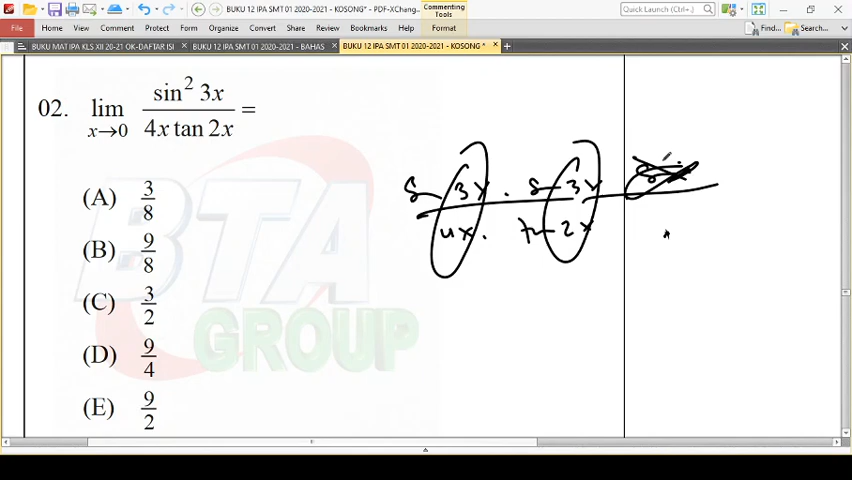 BUKU 12 IPA SMT 01 2020-2021 - KOSONG* - PDF-XChang
Commenting Tools
Quick Search...
File Home Convert Comment Protect Form Organize View Convert Share Review Bookmarks Help Format
Find... Search...
BUKU MAT IPA KLS XII 20-21 OK-DAFTAR ISI BUKU 12 IPA SMT 01 2020-2021 - BAHAS BUKU 12 IPA SMT 01 2020-2021 - KOSONG *
02. lim x→0 sin² 3x / 4x tan 2x =
(A) 3/8
(B) 9/8
(C) 3/2
(D) 9/4
(E) 9/2
3x . 3x
4x . 2x
BTA
GROUP